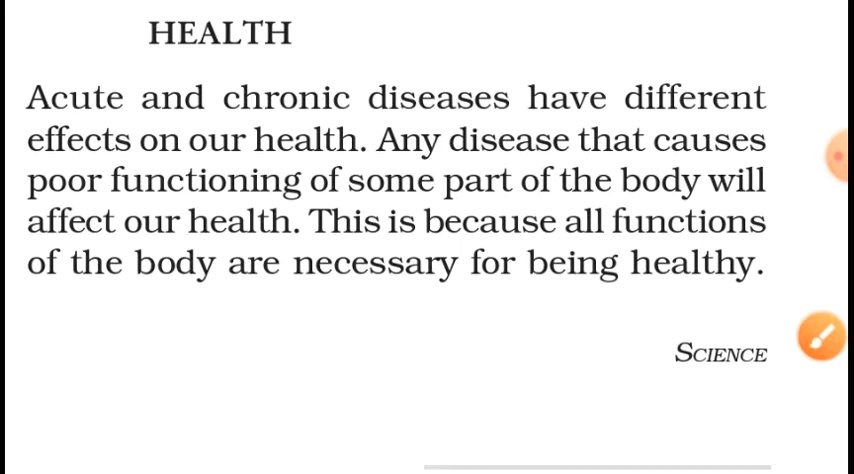 HEALTH
Acute and chronic diseases have different
effects on our health. Any disease that causes
poor functioning of some part of the body will
affect our health. This is because all functions
of the body are necessary for being healthy.
SCIENCE